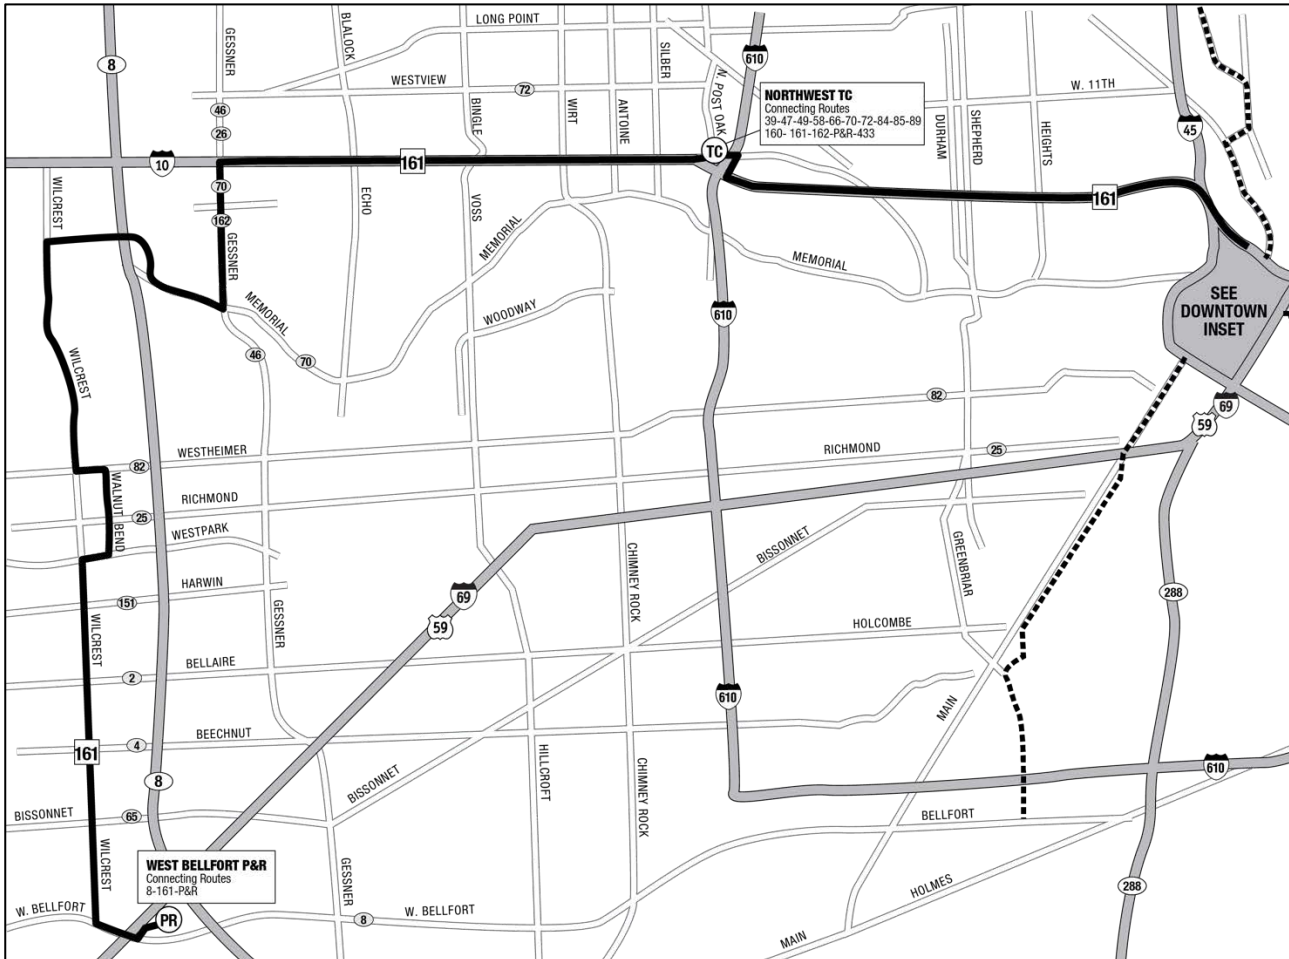 BLALOCK
LONG POINT
GESSNER
SILBER
610
8
WESTVIEW
72
N. POST OAK
NORTHWEST TC
Connecting Routes
39-47-49-58-66-70-72-84-85-89
160- 161-162-P&R-433
W. 11TH
46
BINGLE
WIRT
ANTOINE
26
DURHAM
SHEPHERD
HEIGHTS
45
TC
10
161
WILCREST
70
ECHO
VOSS
161
162
GESSNER
MEMORIAL
MEMORIAL
SEE
DOWNTOWN
INSET
MEMORIAL
WOODWAY
610
46
70
WILCREST
82
69
59
WESTHEIMER
RICHMOND
25
82
WALNUT BEND
RICHMOND
25
WESTPARK
BISSONNET
CHIMNEY ROCK
GREENBRIAR
HARWIN
151
GESSNER
69
59
288
WILCREST
HOLCOMBE
BELLAIRE
2
610
MAIN
BEECHNUT
4
161
HILLCROFT
CHIMNEY ROCK
610
8
BISSONNET
BISSONNET
65
BELLFORT
WILCREST
WEST BELLFORT P&R
Connecting Routes
8-161-P&R
GESSNER
HOLMES
288
W. BELLFORT
PR
8
W. BELLFORT
MAIN